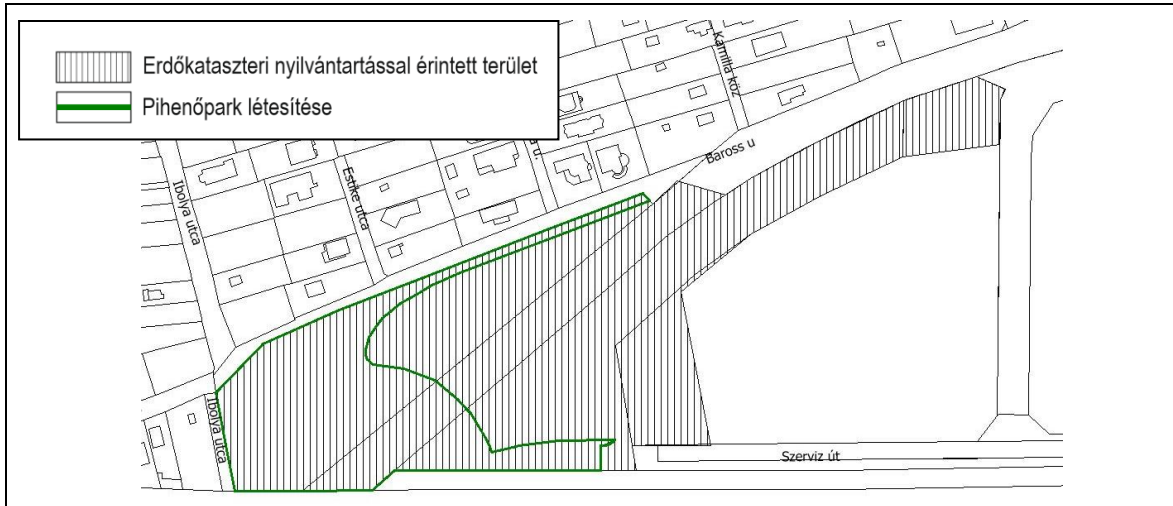 Erdőkataszteri nyilvántartással érintett terület
Pihenőpark létesítése
Kamilla köz
Baross u
u.
Estike utca
Ibolya utca
Ibolya utca
Szerviz út